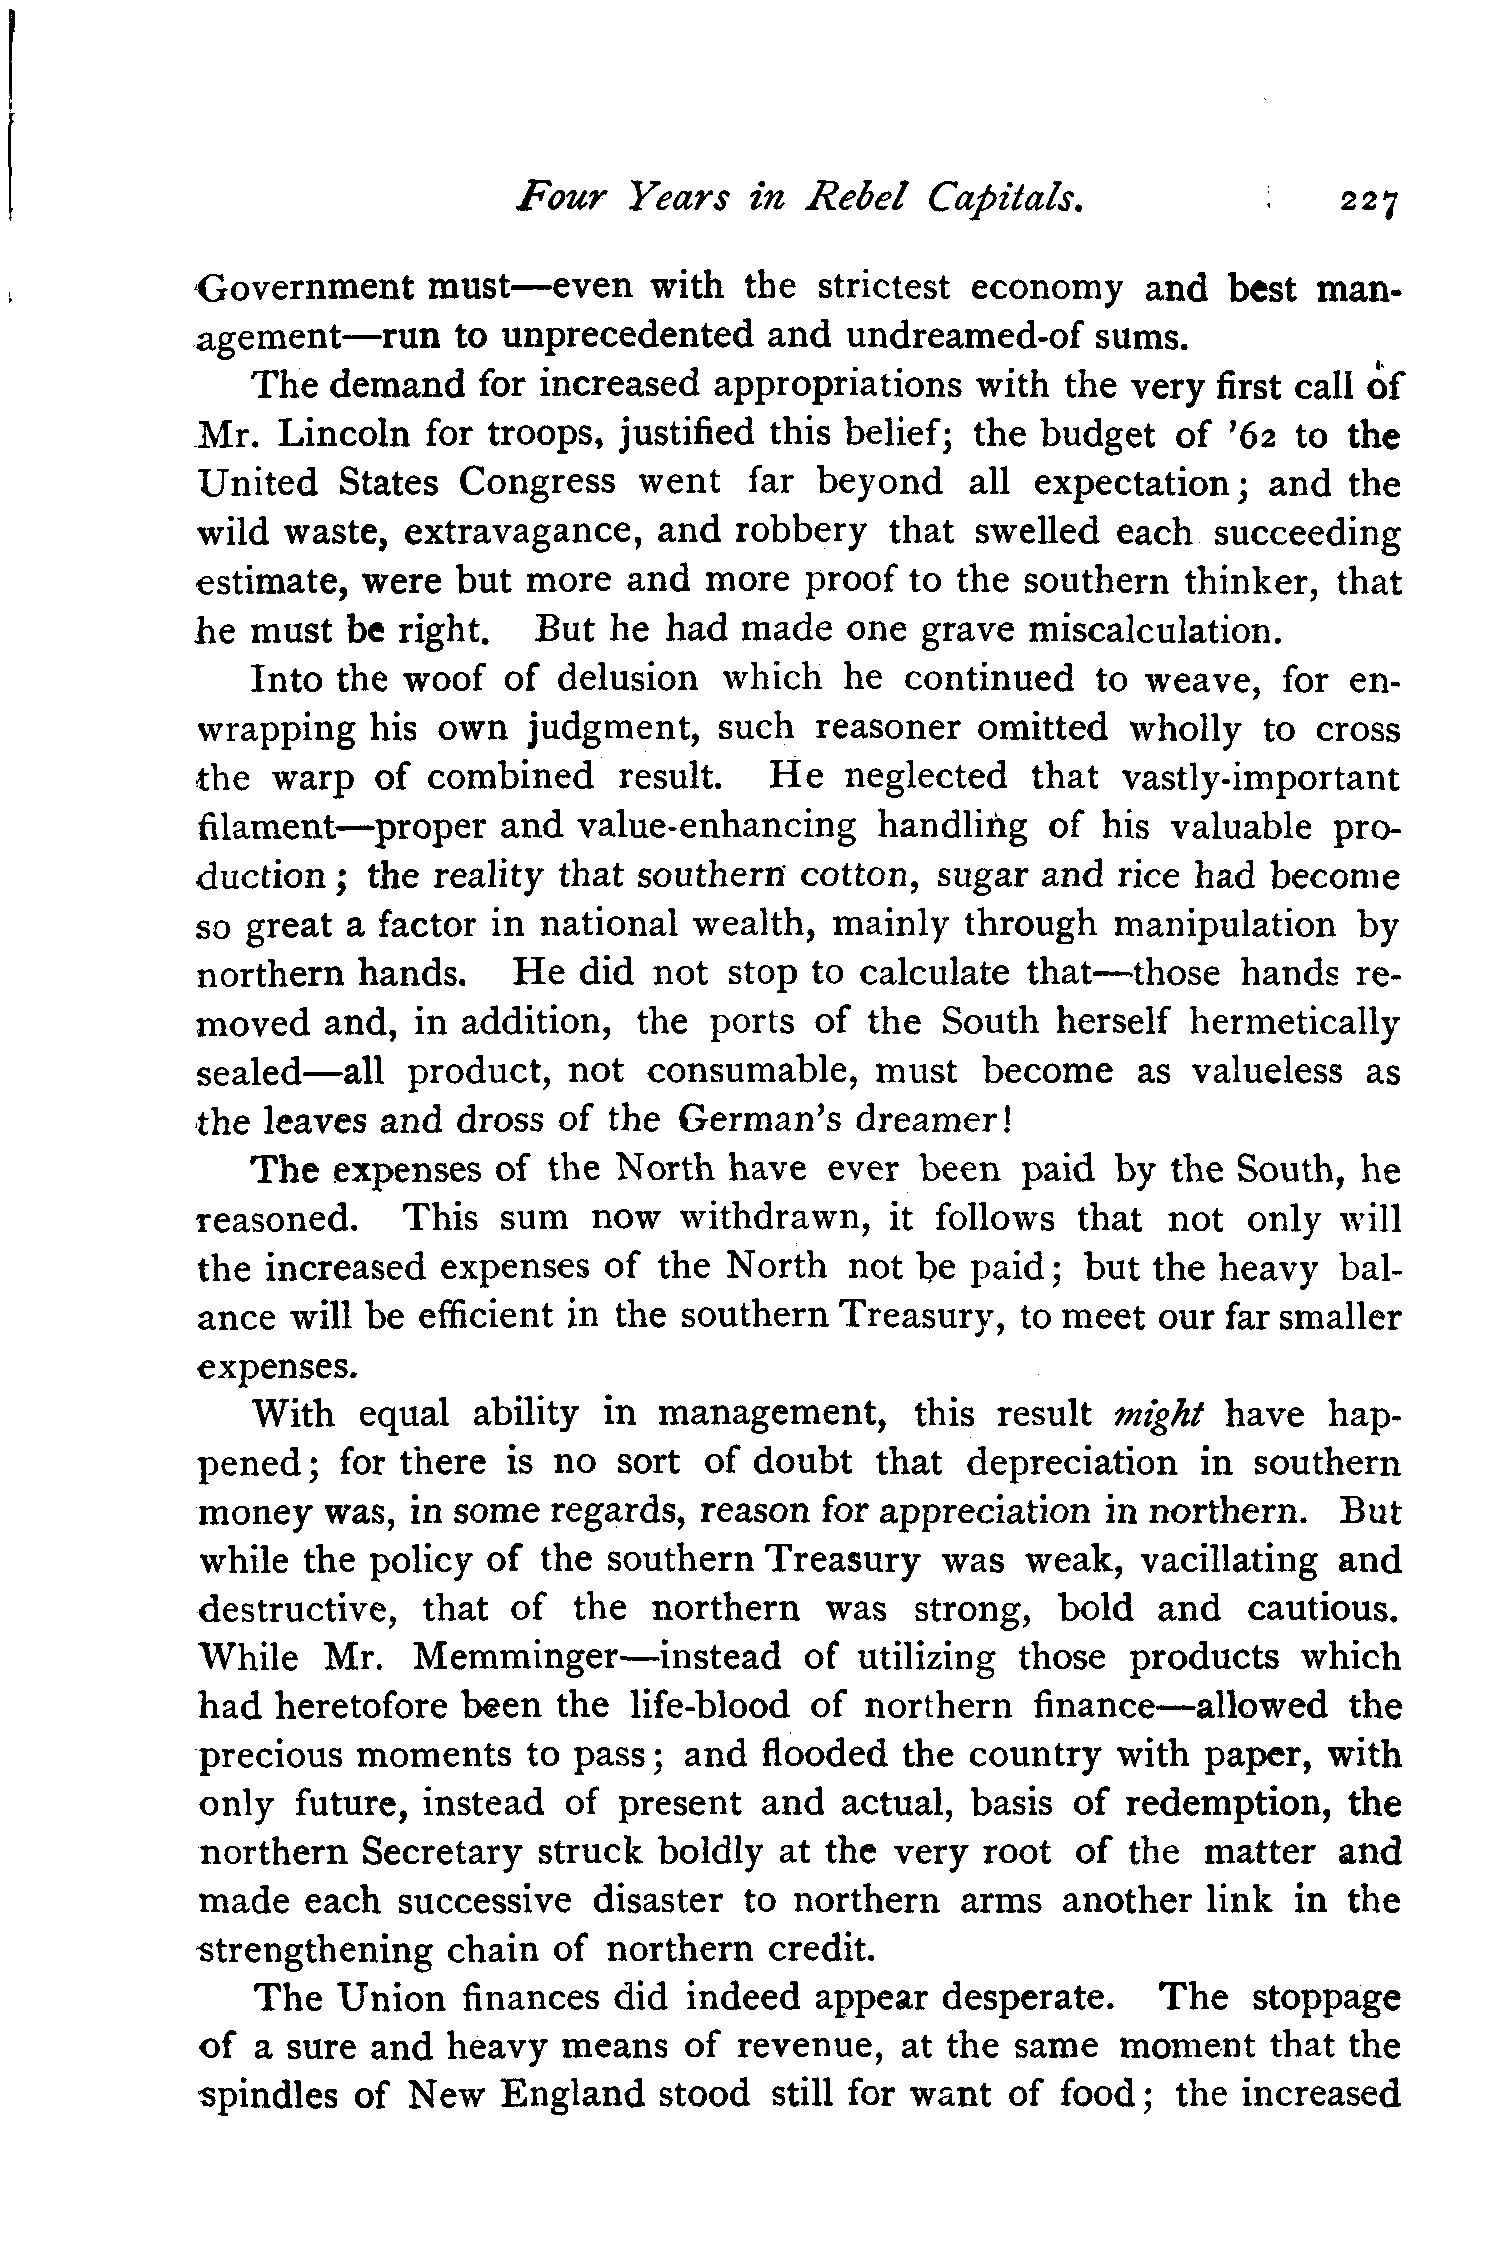 Four Years in Rebel Capitals. 227
Government must—even with the strictest economy and best man-
agement—run to unprecedented and undreamed-of sums.
The demand for increased appropriations with the very first call of
Mr. Lincoln for troops, justified this belief; the budget of '62 to the
United States Congress went far beyond all expectation; and the
wild waste, extravagance, and robbery that swelled each succeeding
estimate, were but more and more proof to the southern thinker, that
he must be right. But he had made one grave miscalculation.
Into the woof of delusion which he continued to weave, for en-
wrapping his own judgment, such reasoner omitted wholly to cross
the warp of combined result. He neglected that vastly-important
filament—proper and value-enhancing handling of his valuable pro-
duction; the reality that southern cotton, sugar and rice had become
so great a factor in national wealth, mainly through manipulation by
northern hands. He did not stop to calculate that—those hands re-
moved and, in addition, the ports of the South herself hermetically
sealed—all product, not consumable, must become as valueless as
the leaves and dross of the German's dreamer!
The expenses of the North have ever been paid by the South, he
reasoned. This sum now withdrawn, it follows that not only will
the increased expenses of the North not be paid; but the heavy bal-
ance will be efficient in the southern Treasury, to meet our far smaller
expenses.
With equal ability in management, this result might have hap-
pened; for there is no sort of doubt that depreciation in southern
money was, in some regards, reason for appreciation in northern. But
while the policy of the southern Treasury was weak, vacillating and
destructive, that of the northern was strong, bold and cautious.
While Mr. Memminger—instead of utilizing those products which
had heretofore been the life-blood of northern finance—allowed the
precious moments to pass; and flooded the country with paper, with
only future, instead of present and actual, basis of redemption, the
northern Secretary struck boldly at the very root of the matter and
made each successive disaster to northern arms another link in the
strengthening chain of northern credit.
The Union finances did indeed appear desperate. The stoppage
of a sure and heavy means of revenue, at the same moment that the
spindles of New England stood still for want of food; the increased